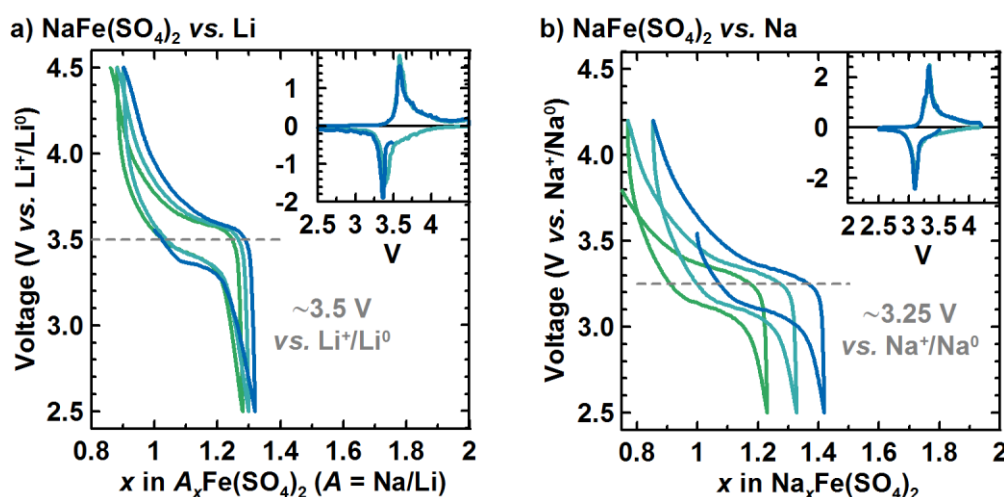 a) NaFe(SO₄)₂ vs. Li
4.5
4.0
3.5
3.0
2.5
Voltage (V vs. Li⁺/Li⁰)
0.8 1 1.2 1.4 1.6 1.8 2
x in AₓFe(SO₄)₂ (A = Na/Li)
~3.5 V
vs. Li⁺/Li⁰
1
0
-1
-2
2.5 3 3.5 4
V
b) NaFe(SO₄)₂ vs. Na
4.5
4.0
3.5
3.0
2.5
Voltage (V vs. Na⁺/Na⁰)
0.8 1 1.2 1.4 1.6 1.8 2
x in NaₓFe(SO₄)₂
~3.25 V
vs. Na⁺/Na⁰
2
0
-2
2 2.5 3 3.5 4
V